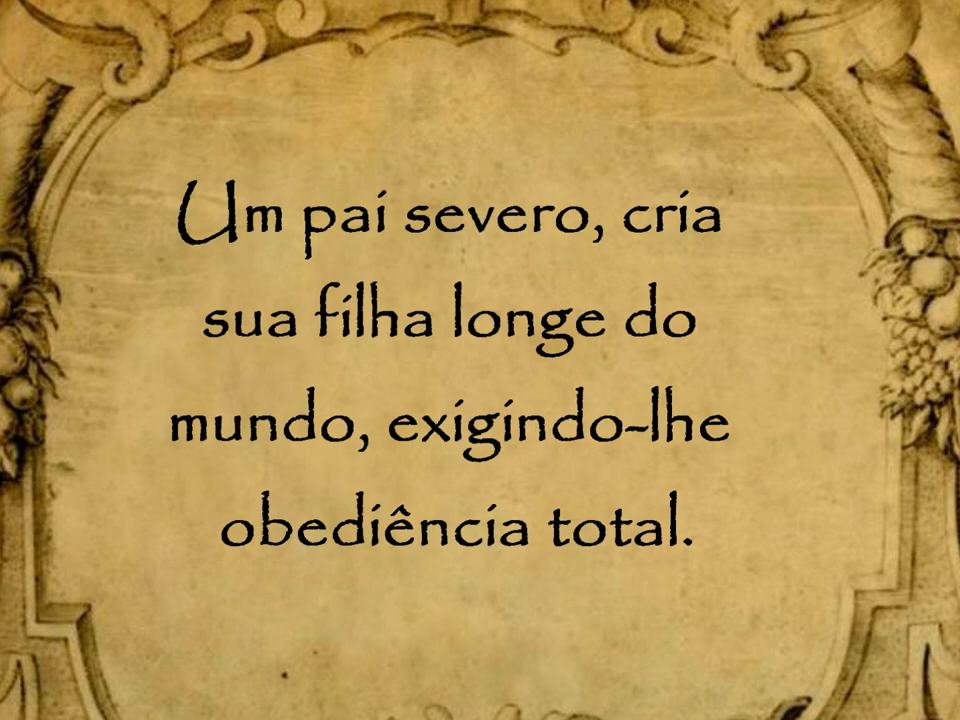 Um pai severo, cria
sua filha longe do
mundo, exigindo-lhe
obediência total.